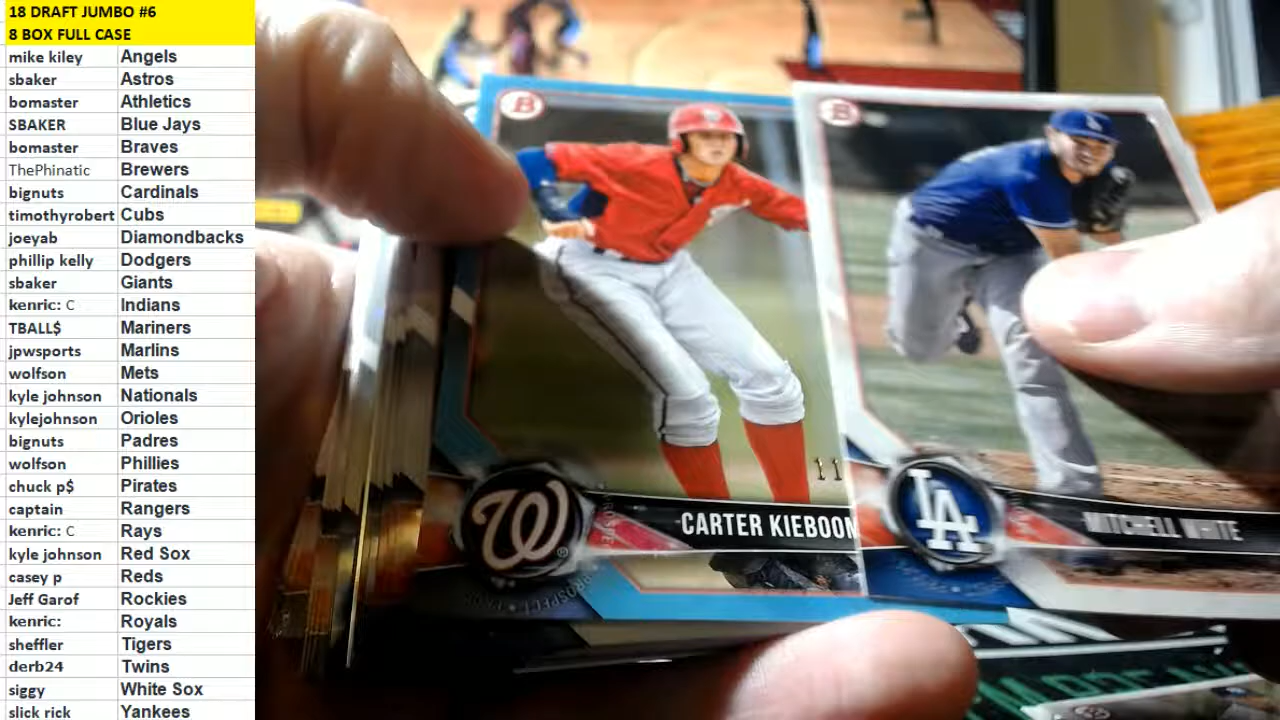 18 DRAFT JUMBO #6
8 BOX FULL CASE
mike kiley Angels
sbaker Astros
bomaster Athletics
SBAKER Blue Jays
bomaster Braves
ThePhinatic Brewers
bignuts Cardinals
timothyrobert Cubs
joeyab Diamondbacks
phillip kelly Dodgers
sbaker Giants
kenric: C Indians
TBALL$ Mariners
jpwsports Marlins
wolfson Mets
kyle johnson Nationals
kylejohnson Orioles
bignuts Padres
wolfson Phillies
chuck p$ Pirates
captain Rangers
kenric: C Rays
kyle johnson Red Sox
casey p Reds
Jeff Garof Rockies
kenric: Royals
sheffler Tigers
derb24 Twins
siggy White Sox
slick rick Yankees
B
B
W
LA
11
CARTER KIEBOOM
MITCHELL WHITE